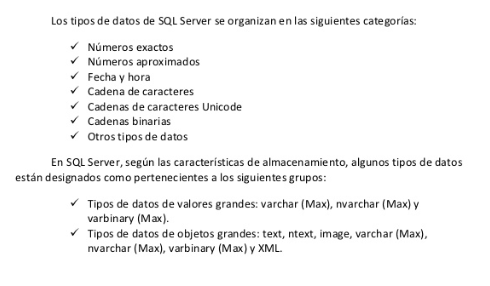 Los tipos de datos de SQL Server se organizan en las siguientes categorías:
✓ Números exactos
✓ Números aproximados
✓ Fecha y hora
✓ Cadena de caracteres
✓ Cadenas de caracteres Unicode
✓ Cadenas binarias
✓ Otros tipos de datos
En SQL Server, según las características de almacenamiento, algunos tipos de datos
están designados como pertenecientes a los siguientes grupos:
✓ Tipos de datos de valores grandes: varchar (Max), nvarchar (Max) y
varbinary (Max).
✓ Tipos de datos de objetos grandes: text, ntext, image, varchar (Max),
nvarchar (Max), varbinary (Max) y XML.